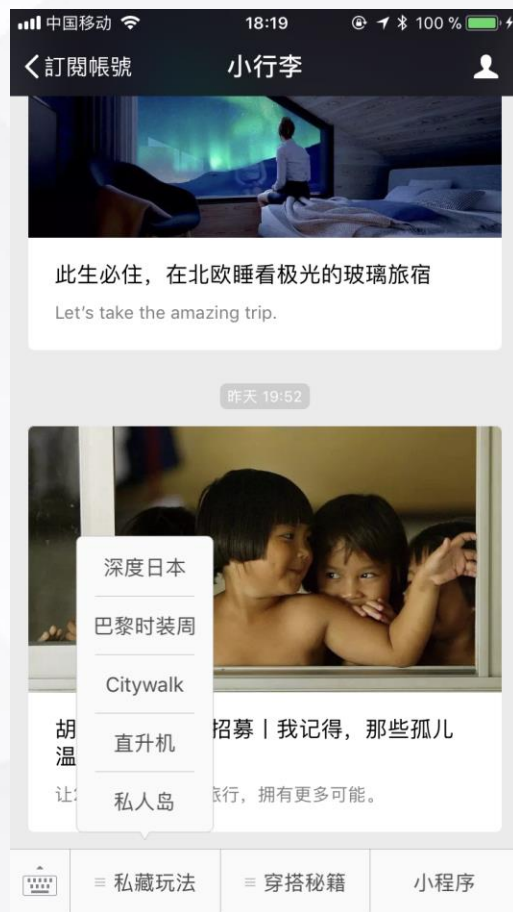 中国移动 18:19 100 %
訂閱帳號 小行李
此生必住，在北欧睡看极光的玻璃旅宿
Let's take the amazing trip.
昨天 19:52
深度日本
巴黎时装周
Citywalk
直升机
私人岛
胡
招募丨我记得，那些孤儿
温
让
旅行，拥有更多可能。
私藏玩法 穿搭秘籍 小程序